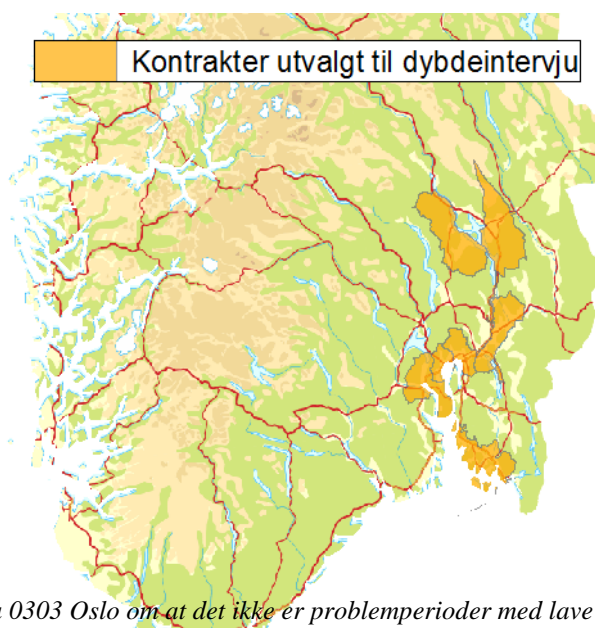 Kontrakter utvalgt til dybdeintervju
0303 Oslo om at det ikke er problemperioder med lave